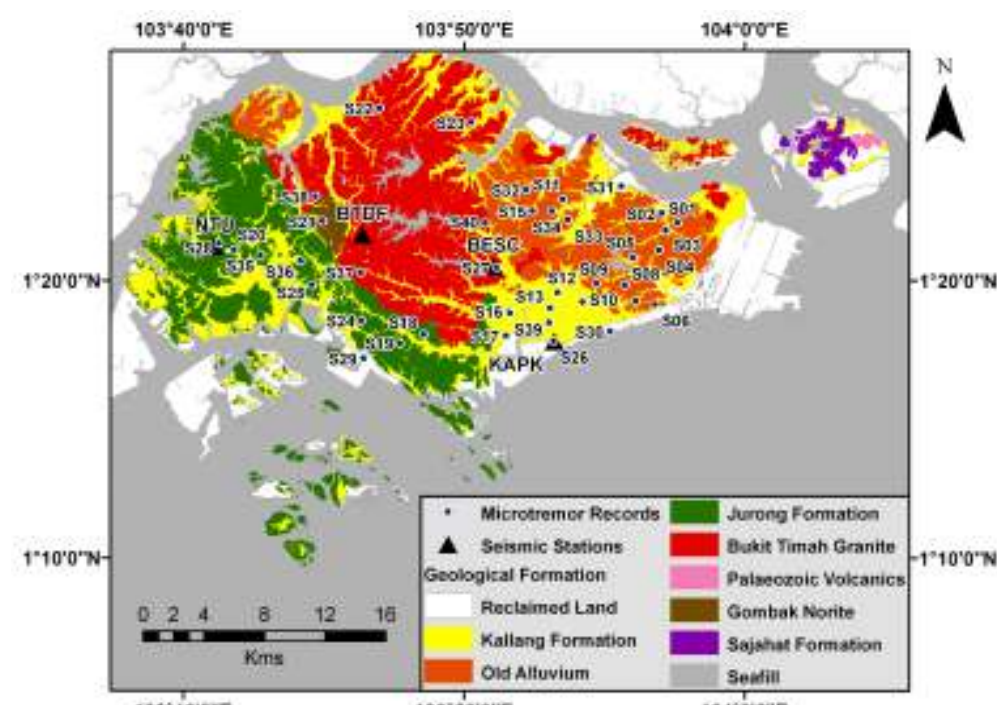 103°40'0"E 103°50'0"E 104°0'0"E
N
S22
S23
S32 S11 S31
S38 S15 S02 S01
S21 BTDF S40 S34 S33 S05
NTU S20 BESC S03
S28 S35 S36 S37 S27 S12 S09 S08 S04
1°20'0"N 1°20'0"N
S25 S13 S10
S16 S06
S24 S18 S39 S30
S19 S17
S29 KAPK S26
1°10'0"N 1°10'0"N
Microtremor Records
Seismic Stations
Geological Formation
Reclaimed Land
Kallang Formation
Old Alluvium
Jurong Formation
Bukit Timah Granite
Palaeozoic Volcanics
Gombak Norite
Sajahat Formation
Seafill
0 2 4 8 12 16
Kms